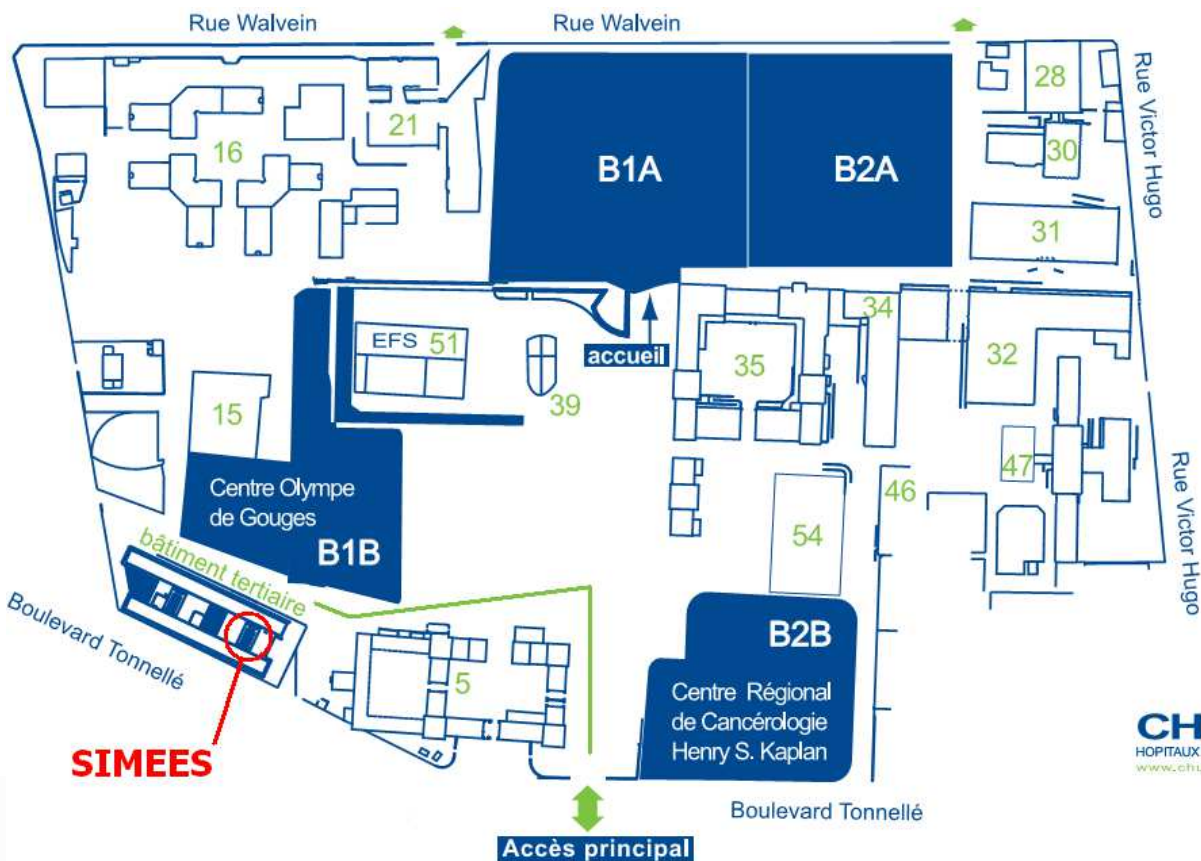 Rue Walvein
Rue Walvein
28
Rue Victor Hugo
21
16
B1A
B2A
30
31
34
EFS 51
accueil
32
35
39
15
Rue Victor Hugo
47
46
Centre Olympe
de Gouges
B1B
54
bâtiment tertiaire
Boulevard Tonnellé
B2B
5
Centre Régional
de Cancérologie
Henry S. Kaplan
SIMEES
CH
HOPITAUX
www.chu
Boulevard Tonnellé
Accès principal